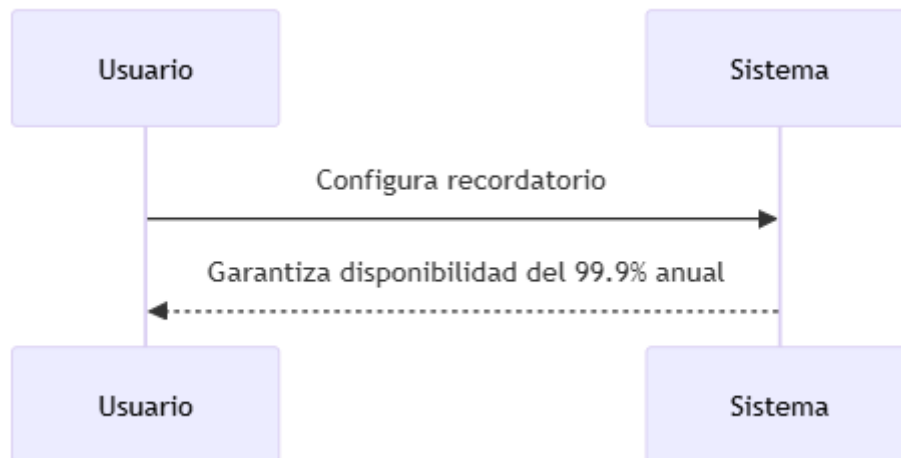 Usuario
Sistema
Configura recordatorio
Garantiza disponibilidad del 99.9% anual
Usuario
Sistema